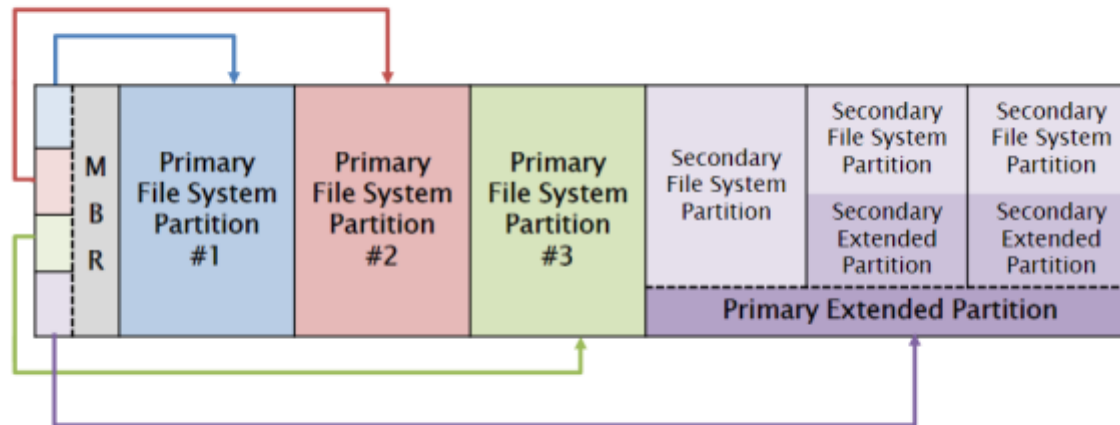 M
B
R
Primary
File System
Partition
#1
Primary
File System
Partition
#2
Primary
File System
Partition
#3
Secondary
File System
Partition
Secondary
File System
Partition
Secondary
Extended
Partition
Secondary
File System
Partition
Secondary
Extended
Partition
Primary Extended Partition